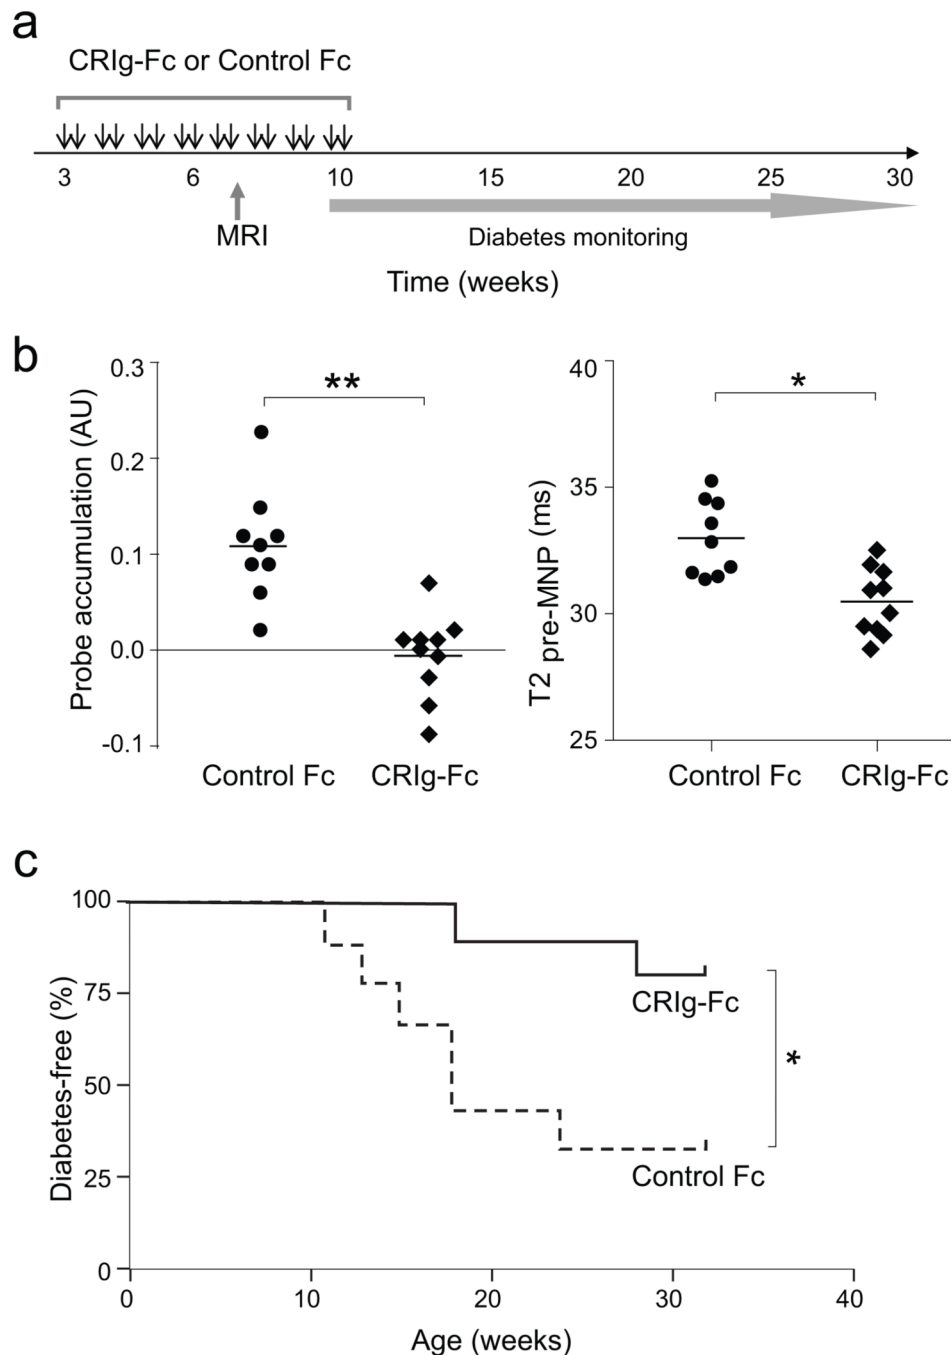 a
CRIg-Fc or Control Fc
3 6 10 15 20 25 30
MRI
Diabetes monitoring
Time (weeks)
b
Probe accumulation (AU)
0.3
0.2
0.1
0.0
-0.1
**
Control Fc CRIg-Fc
T2 pre-MNP (ms)
40
35
30
25
*
Control Fc CRIg-Fc
c
Diabetes-free (%)
100
75
50
25
0
CRIg-Fc
*
Control Fc
0 10 20 30 40
Age (weeks)